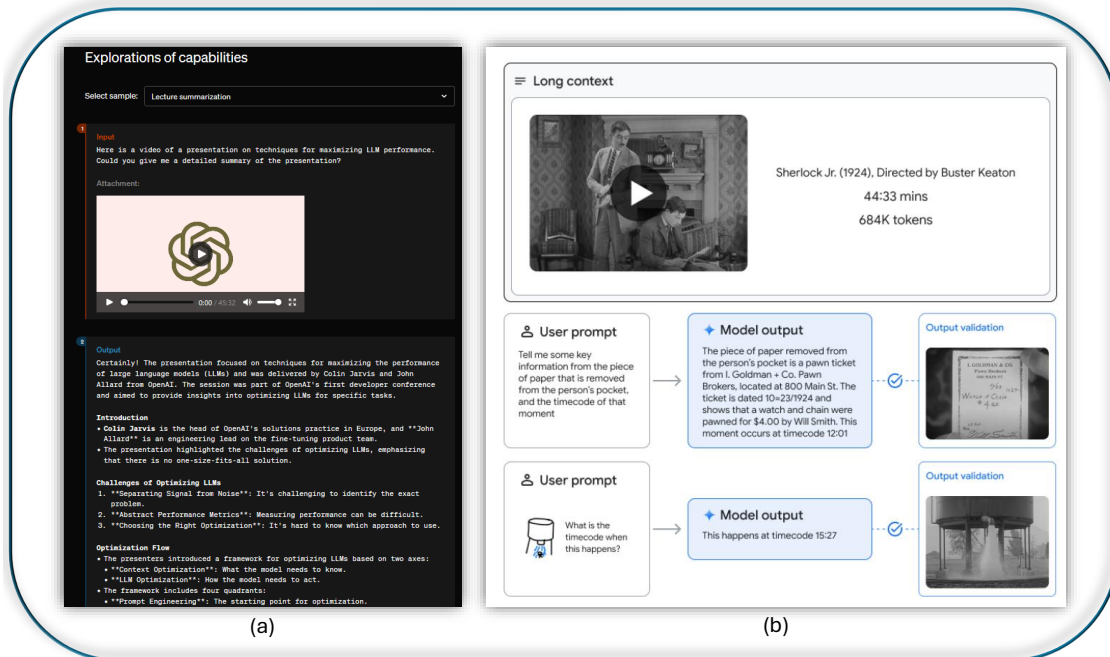 Explorations of capabilities
Select sample: Lecture summarization
1
Input
Here is a video of a presentation on techniques for maximizing LLM performance.
Could you give me a detailed summary of the presentation?
Attachment:
0:00 / 45:32
2
Output
Certainly! The presentation focused on techniques for maximizing the performance
of large language models (LLMs) and was delivered by Colin Jarvis and John
Allard from OpenAI. The session was part of OpenAI's first developer conference
and aimed to provide insights into optimizing LLMs for specific tasks.
Introduction
• Colin Jarvis is the head of OpenAI's solutions practice in Europe, and **John
Allard** is an engineering lead on the fine-tuning product team.
• The presentation highlighted the challenges of optimizing LLMs, emphasizing
that there is no one-size-fits-all solution.
Challenges of Optimizing LLMs
1. **Separating Signal from Noise**: It's challenging to identify the exact
problem.
2. **Abstract Performance Metrics**: Measuring performance can be difficult.
3. **Choosing the Right Optimization**: It's hard to know which approach to use.
Optimization Flow
• The presenters introduced a framework for optimizing LLMs based on two axes:
• **Context Optimization**: What the model needs to know.
• **LLM Optimization**: How the model needs to act.
• The framework includes four quadrants:
• **Prompt Engineering**: The starting point for optimization.
(a)
Long context
Sherlock Jr. (1924), Directed by Buster Keaton
44:33 mins
684K tokens
User prompt
Tell me some key
information from the piece
of paper that is removed
from the person's pocket,
and the timecode of that
moment
Model output
The piece of paper removed from
the person's pocket is a pawn ticket
from I. Goldman + Co. Pawn
Brokers, located at 800 Main St. The
ticket is dated 10=23/1924 and
shows that a watch and chain were
pawned for $4.00 by Will Smith. This
moment occurs at timecode 12:01
Output validation
I. GOLDMAN & CO.
Watch & Chain
User prompt
What is the
timecode when
this happens?
Model output
This happens at timecode 15:27
Output validation
(b)